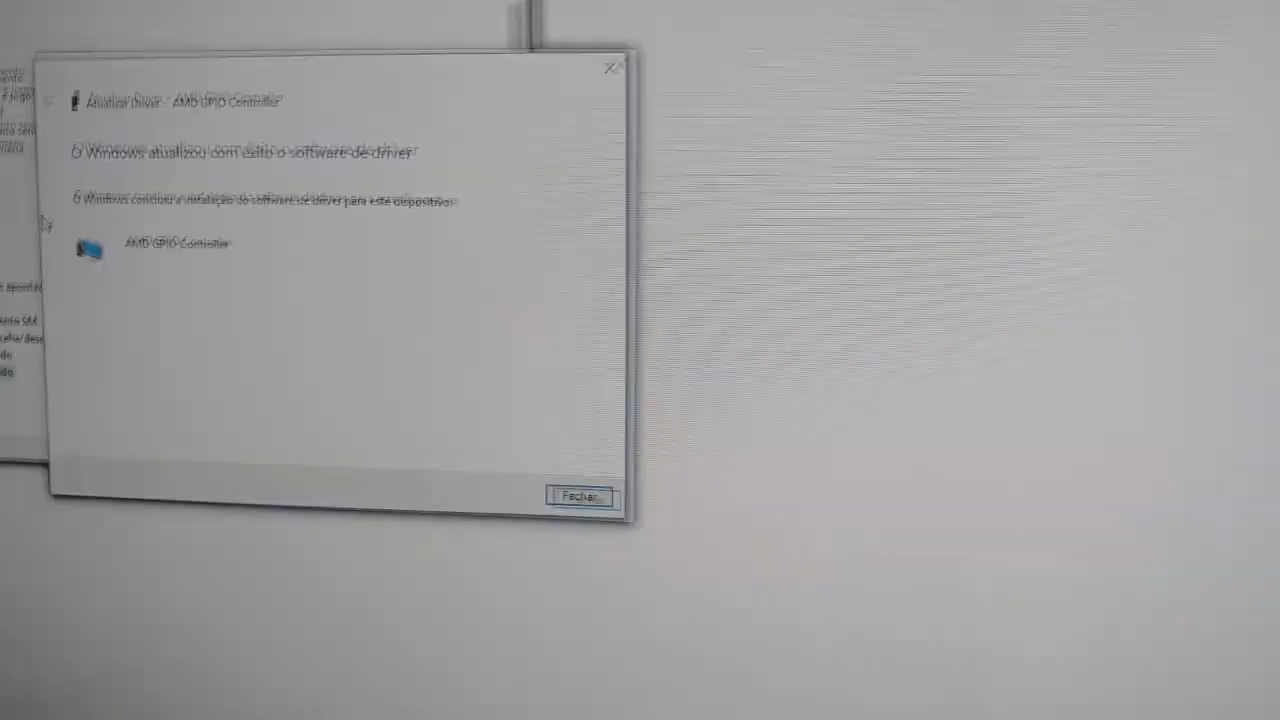 Atualizar Driver - AMD GPIO Controller
O Windows atualizou com êxito o software de driver
O Windows concluiu a instalação do software de driver para este dispositivo:
AMD GPIO Controller
Fechar